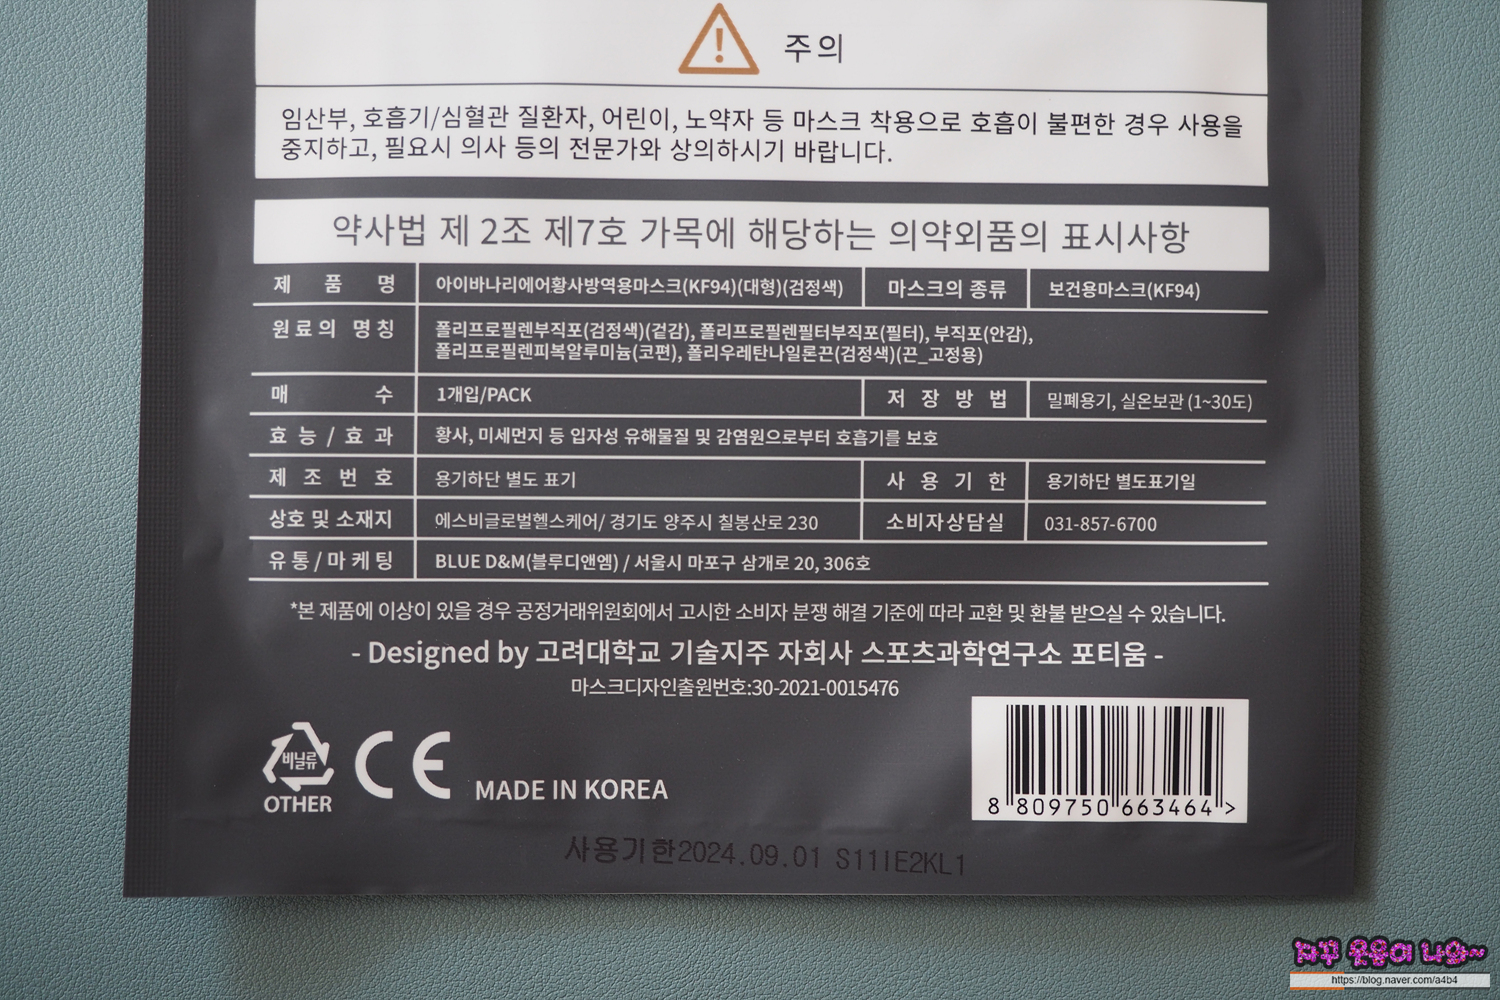 주의
임산부, 호흡기/심혈관 질환자, 어린이, 노약자 등 마스크 착용으로 호흡이 불편한 경우 사용을
중지하고, 필요시 의사 등의 전문가와 상의하시기 바랍니다.
약사법 제 2조 제7호 가목에 해당하는 의약외품의 표시사항
제품명 아이바나리에어황사방역용마스크(KF94)(대형)(검정색) 마스크의 종류 보건용마스크(KF94)
원료의 명칭 폴리프로필렌부직포(검정색)(겉감), 폴리프로필렌필터부직포(필터), 부직포(안감),
폴리프로필렌피복알루미늄(코편), 폴리우레탄나일론끈(검정색)(끈_고정용)
매수 1개입/PACK 저장방법 밀폐용기, 실온보관 (1~30도)
효능/효과 황사, 미세먼지 등 입자성 유해물질 및 감염원으로부터 호흡기를 보호
제조번호 용기하단 별도 표기 사용기한 용기하단 별도표기일
상호 및 소재지 에스비글로벌헬스케어/ 경기도 양주시 칠봉산로 230 소비자상담실 031-857-6700
유통/마케팅 BLUE D&M(블루디앤엠) / 서울시 마포구 삼개로 20, 306호
*본 제품에 이상이 있을 경우 공정거래위원회에서 고시한 소비자 분쟁 해결 기준에 따라 교환 및 환불 받으실 수 있습니다.
- Designed by 고려대학교 기술지주 자회사 스포츠과학연구소 포티움 -
마스크디자인출원번호:30-2021-0015476
비닐류
OTHER
CE
MADE IN KOREA
8 809750 663464 >
사용기한2024.09.01 S11IE2KL1
자꾸 웃음이 나와~
https://blog.naver.com/a4b4